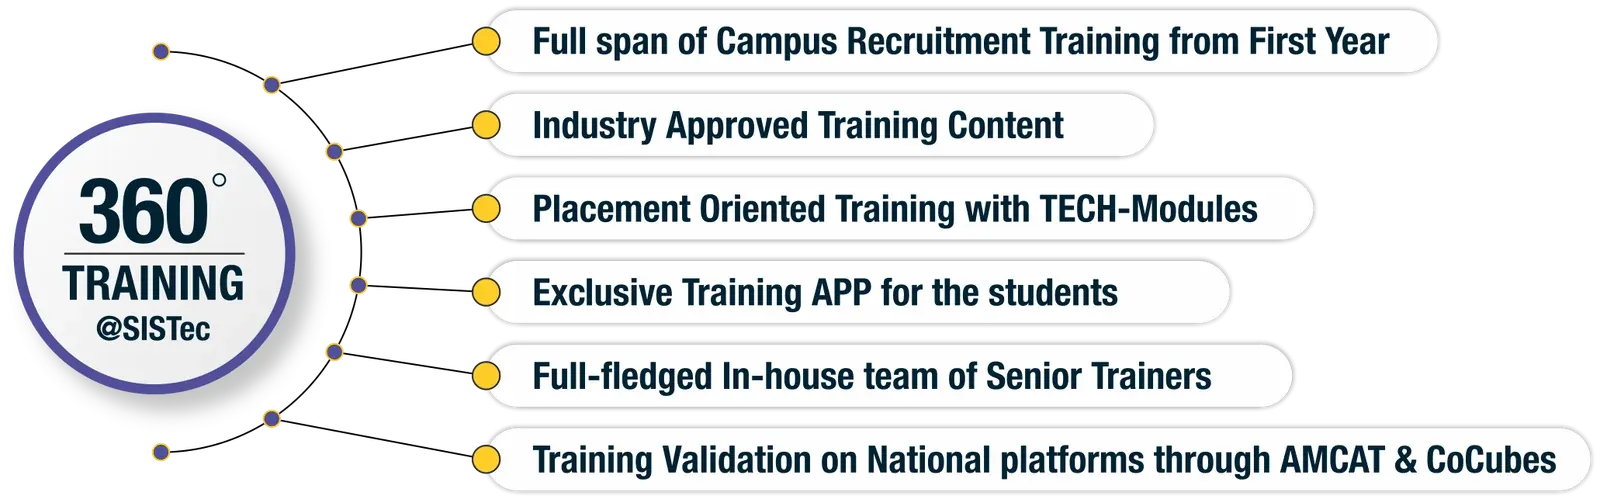 360°
TRAINING
@SISTec
Full span of Campus Recruitment Training from First Year
Industry Approved Training Content
Placement Oriented Training with TECH-Modules
Exclusive Training APP for the students
Full-fledged In-house team of Senior Trainers
Training Validation on National platforms through AMCAT & CoCubes